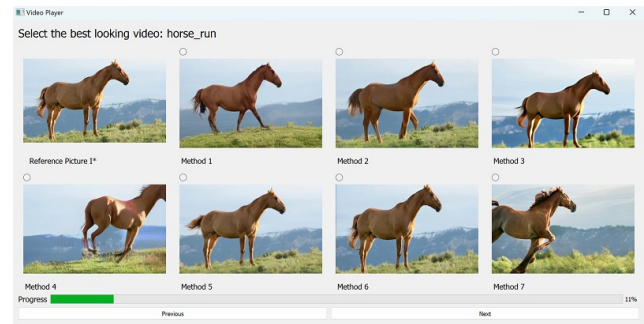 Video Player
Select the best looking video: horse_run
Reference Picture I*
Method 1
Method 2
Method 3
Method 4
Method 5
Method 6
Method 7
Progress
11%
Previous
Next